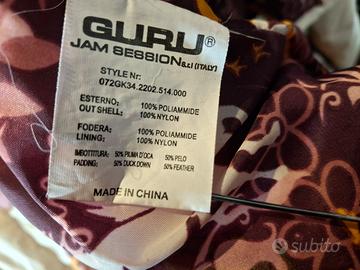 GURU®
JAM SESSION S.r.l (ITALY)
STYLE Nr:
072GK34.2202.514.000
ESTERNO: 100% POLIAMMIDE
OUT SHELL: 100% NYLON
FODERA: 100% POLIAMMIDE
LINING: 100% NYLON
IMBOTTITURA: 50% PIUMA D'OCA 50% PELO
PADDING: 50% DUCK DOWN 50% FEATHER
MADE IN CHINA
subito